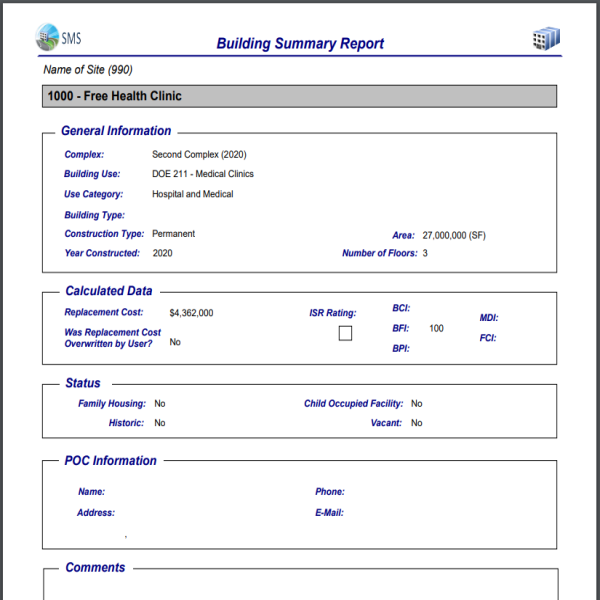 SMS
Building Summary Report
Name of Site (990)
1000 - Free Health Clinic
General Information
Complex: Second Complex (2020)
Building Use: DOE 211 - Medical Clinics
Use Category: Hospital and Medical
Building Type:
Construction Type: Permanent Area: 27,000,000 (SF)
Year Constructed: 2020 Number of Floors: 3
Calculated Data
Replacement Cost: $4,362,000 ISR Rating: BCI:
MDI:
Was Replacement Cost
Overwritten by User? No BFI: 100
FCI:
BPI:
Status
Family Housing: No Child Occupied Facility: No
Historic: No Vacant: No
POC Information
Name: Phone:
Address: E-Mail:
,
Comments